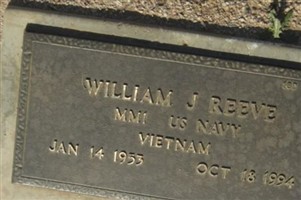 WILLIAM J REEVE
MM1 US NAVY
VIETNAM
JAN 14 1953 OCT 18 1994